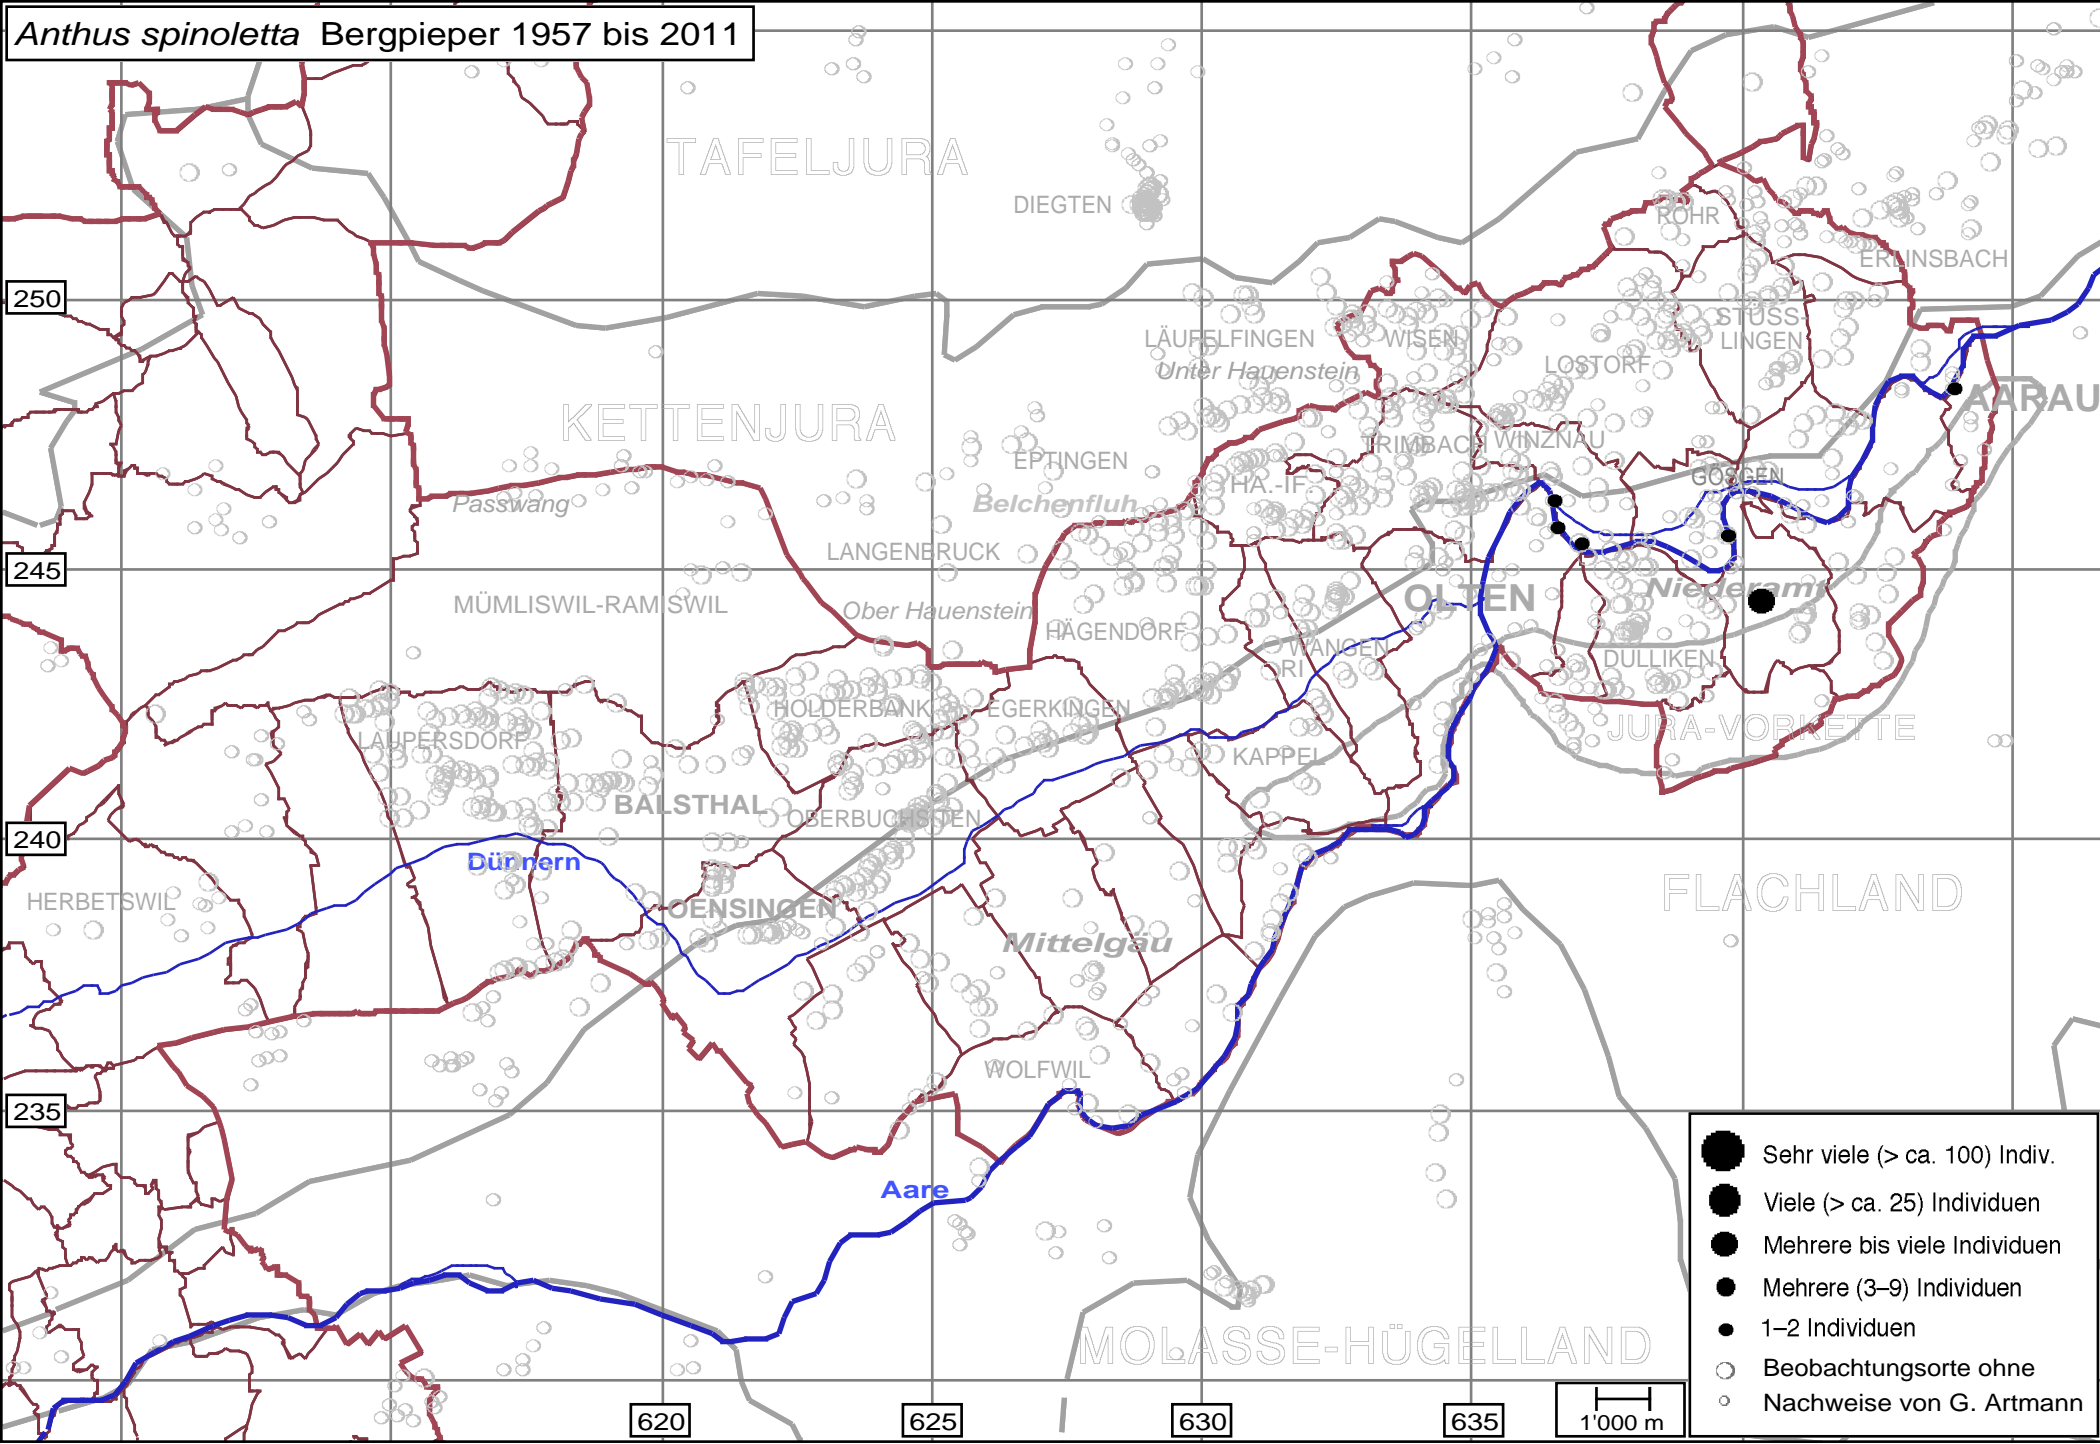 Anthus spinoletta Bergpieper 1957 bis 2011
TAFELJURA
DIEGTEN
ROHR
ERLINSBACH
250
LÄUFELFINGEN
WISEN
STÜSS-
LINGEN
Unter Hauenstein
LOSTORF
AARAU
KETTENJURA
TRIMBACH
WINZNAU
EPTINGEN
GÖSGEN
HA.-IF.
Passwang
Belchenfluh
LANGENBRUCK
245
MÜMLISWIL-RAMISWIL
Ober Hauenstein
OLTEN
Niederamt
HÄGENDORF
WANGEN
RI
DULLIKEN
HOLDERBANK
EGERKINGEN
JURA-VORKETTE
LAUPERSDORF
KAPPEL
BALSTHAL
OBERBUCHSITEN
240
Dünnern
HERBETSWIL
OENSINGEN
FLACHLAND
Mittelgäu
WOLFWIL
235
Aare
MOLASSE-HÜGELLAND
620
625
630
635
1'000 m
Sehr viele (> ca. 100) Indiv.
Viele (> ca. 25) Individuen
Mehrere bis viele Individuen
Mehrere (3–9) Individuen
1–2 Individuen
Beobachtungsorte ohne
Nachweise von G. Artmann